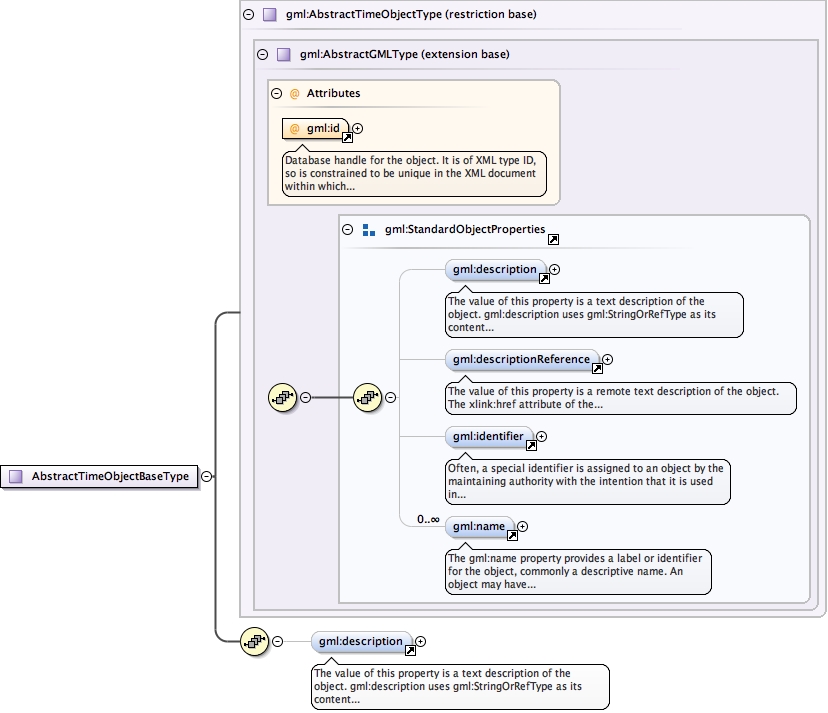 gml:AbstractTimeObjectType (restriction base)
gml:AbstractGMLType (extension base)
@ Attributes
@ gml:id
Database handle for the object. It is of XML type ID,
so is constrained to be unique in the XML document
within which...
gml:StandardObjectProperties
gml:description
The value of this property is a text description of the
object. gml:description uses gml:StringOrRefType as its
content...
gml:descriptionReference
The value of this property is a remote text description of the object.
The xlink:href attribute of the...
gml:identifier
Often, a special identifier is assigned to an object by the
maintaining authority with the intention that it is used
in...
0..∞
gml:name
The gml:name property provides a label or identifier
for the object, commonly a descriptive name. An
object may have...
AbstractTimeObjectBaseType
gml:description
The value of this property is a text description of the
object. gml:description uses gml:StringOrRefType as its
content...